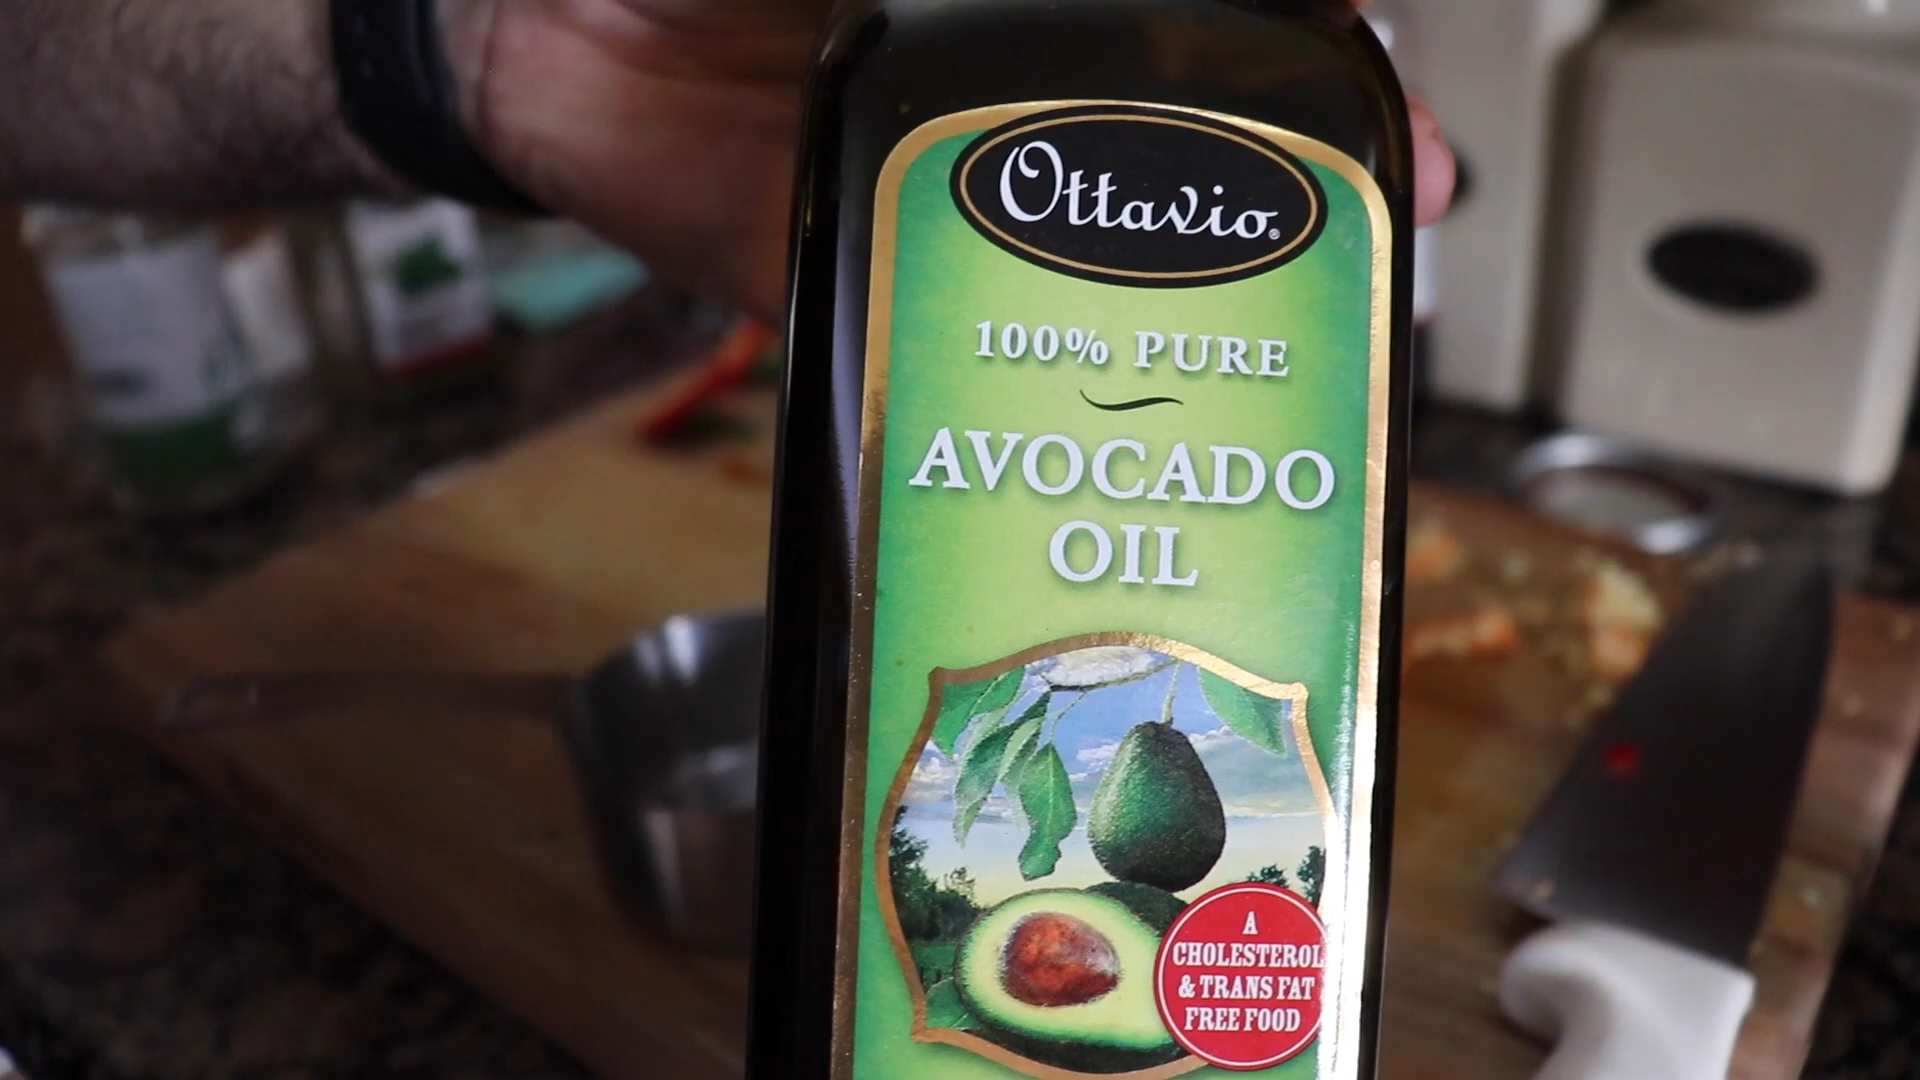 Ottavio®
100% PURE
AVOCADO
OIL
A
CHOLESTEROL
& TRANS FAT
FREE FOOD